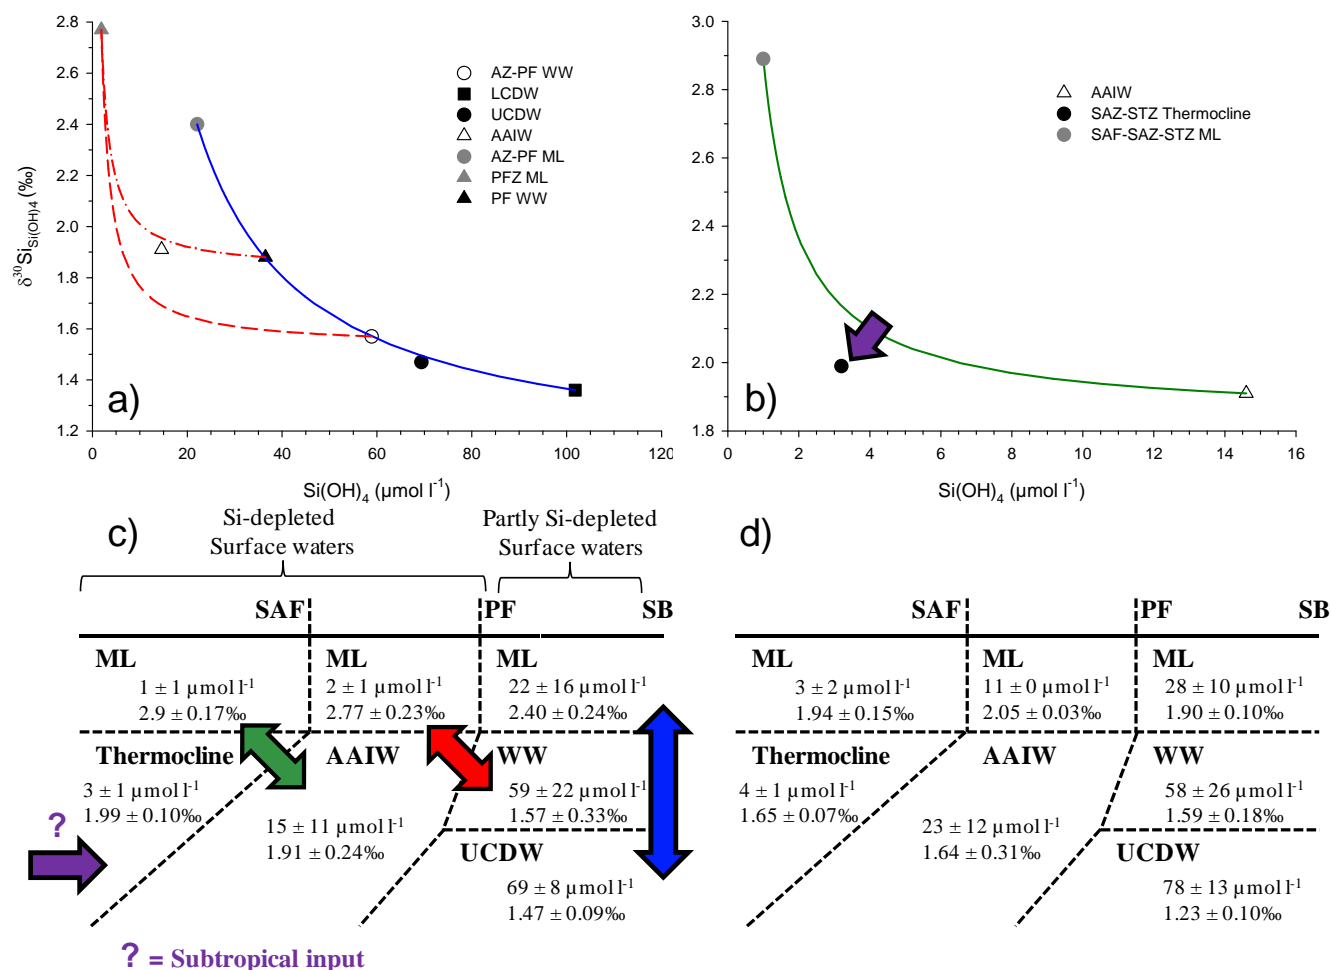 2.8
2.6
2.4
2.2
2.0
1.8
1.6
1.4
1.2
δ³⁰Si_Si(OH)4 (‰)
AZ-PF WW
LCDW
UCDW
AAIW
AZ-PF ML
PFZ ML
PF WW
a)
0 20 40 60 80 100 120
Si(OH)₄ (µmol l⁻¹)
3.0
2.8
2.6
2.4
2.2
2.0
1.8
AAIW
SAZ-STZ Thermocline
SAF-SAZ-STZ ML
b)
0 2 4 6 8 10 12 14 16
Si(OH)₄ (µmol l⁻¹)
c)
Si-depleted
Surface waters
Partly Si-depleted
Surface waters
SAF PF SB
ML ML ML
1 ± 1 µmol l⁻¹ 2 ± 1 µmol l⁻¹ 22 ± 16 µmol l⁻¹
2.9 ± 0.17‰ 2.77 ± 0.23‰ 2.40 ± 0.24‰
Thermocline AAIW WW
3 ± 1 µmol l⁻¹ 59 ± 22 µmol l⁻¹
1.99 ± 0.10‰ 1.57 ± 0.33‰
?
15 ± 11 µmol l⁻¹
1.91 ± 0.24‰
UCDW
69 ± 8 µmol l⁻¹
1.47 ± 0.09‰
? = Subtropical input
d)
SAF PF SB
ML ML ML
3 ± 2 µmol l⁻¹ 11 ± 0 µmol l⁻¹ 28 ± 10 µmol l⁻¹
1.94 ± 0.15‰ 2.05 ± 0.03‰ 1.90 ± 0.10‰
Thermocline AAIW WW
4 ± 1 µmol l⁻¹ 58 ± 26 µmol l⁻¹
1.65 ± 0.07‰ 1.59 ± 0.18‰
23 ± 12 µmol l⁻¹
1.64 ± 0.31‰
UCDW
78 ± 13 µmol l⁻¹
1.23 ± 0.10‰